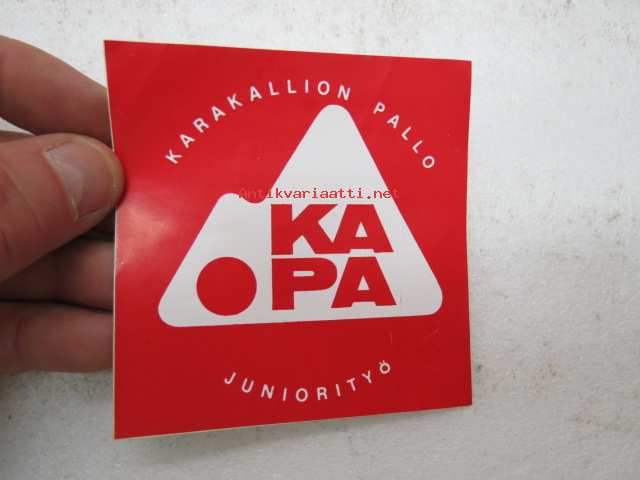 KARAKALLION PALLO
Antikvariaatti.net
KA
PA
JUNIORITYÖ